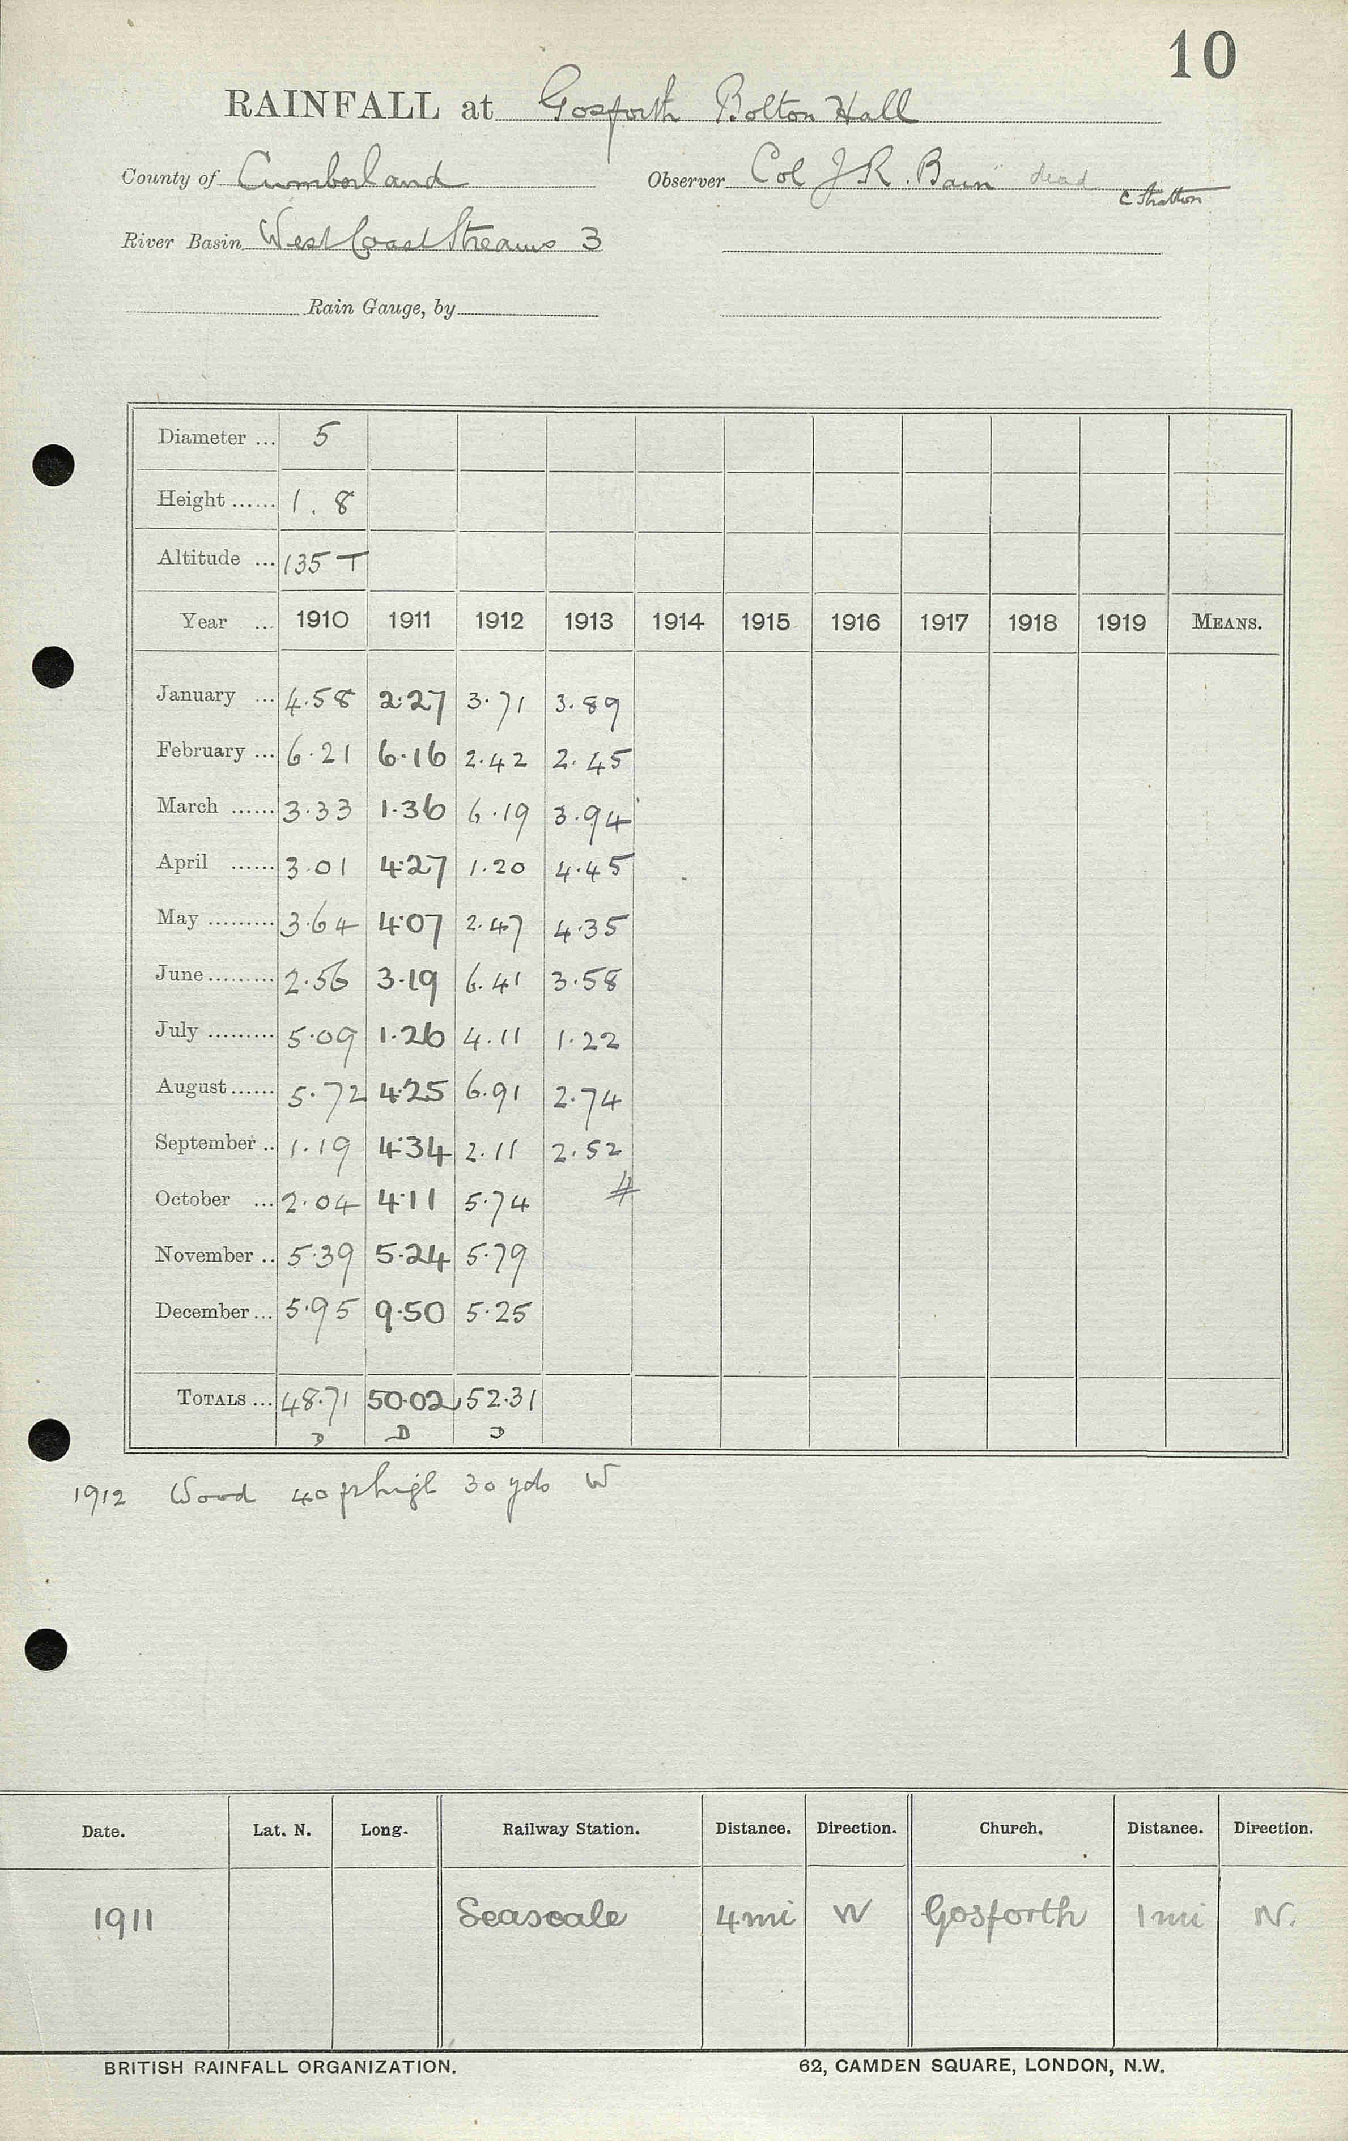 10
RAINFALL at Gosforth Bolton Hall
County of Cumberland Observer Col J R. Bain dead C Stratton
River Basin West Coast Streams 3
Rain Gauge, by
Diameter ... 5
Height ...... 1. 8
Altitude ... 135 T
Year ... 1910 1911 1912 1913 1914 1915 1916 1917 1918 1919 MEANS.
January ... 4.58 2.27 3.71 3.89
February ... 6.21 6.16 2.42 2.45
March ...... 3.33 1.36 6.19 3.94
April ...... 3.01 4.27 1.20 4.45
May ......... 3.64 4.07 2.47 4.35
June ......... 2.56 3.19 6.41 3.58
July ......... 5.09 1.26 4.11 1.22
August ...... 5.72 4.25 6.91 2.74
September .. 1.19 4.34 2.11 2.52
October ... 2.04 4.11 5.74
November .. 5.39 5.24 5.79
December ... 5.95 9.50 5.25
TOTALS ... 48.71 50.02 52.31
D D D
1912 Wood 40 high 30 yds W
Date. Lat. N. Long. Railway Station. Distance. Direction. Church. Distance. Direction.
1911 Seascale 4 mi W Gosforth 1 mi N.
BRITISH RAINFALL ORGANIZATION. 62, CAMDEN SQUARE, LONDON, N.W.